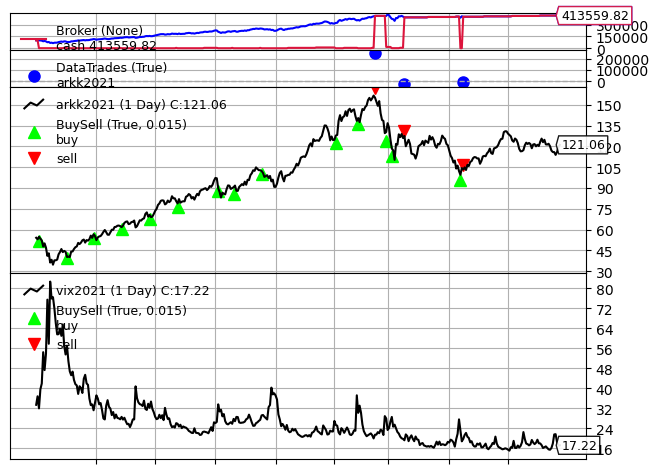 Broker (None)
cash 413559.82
413559.82
300000
150000
0
DataTrades (True)
arkk2021
200000
100000
0
arkk2021 (1 Day) C:121.06
BuySell (True, 0.015)
buy
sell
150
135
121.06
105
90
75
60
45
30
vix2021 (1 Day) C:17.22
BuySell (True, 0.015)
buy
sell
80
72
64
56
48
40
32
24
17.22
16